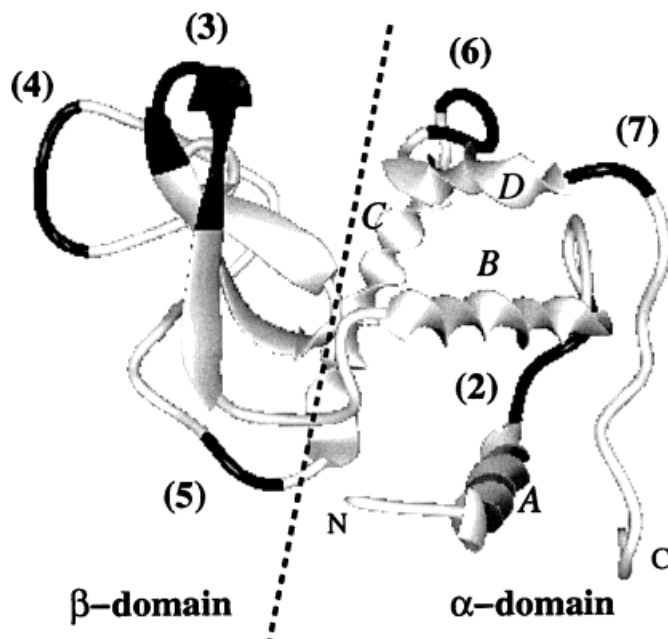 (3)
(6)
(4)
(7)
D
C
B
(2)
(5)
A
N
C
β-domain α-domain